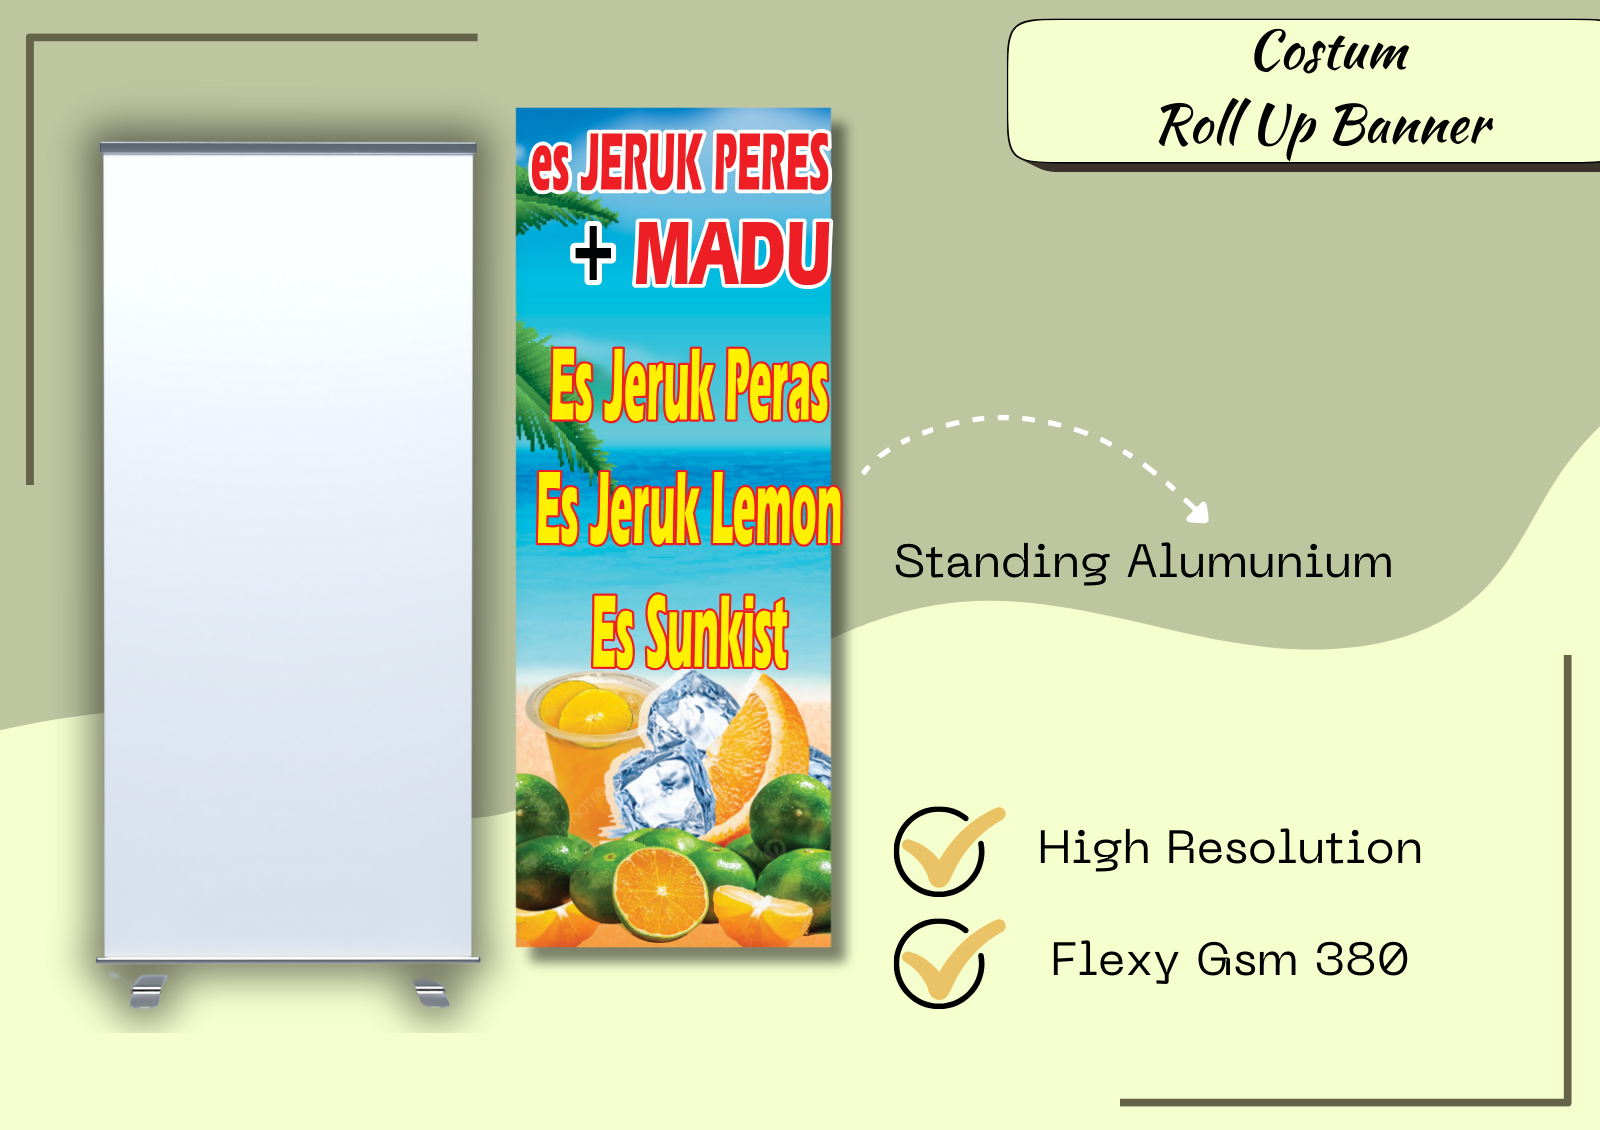 Costum
Roll Up Banner
es JERUK PERES
+ MADU
Es Jeruk Peras
Es Jeruk Lemon
Es Sunkist
Standing Alumunium
High Resolution
Flexy Gsm 380